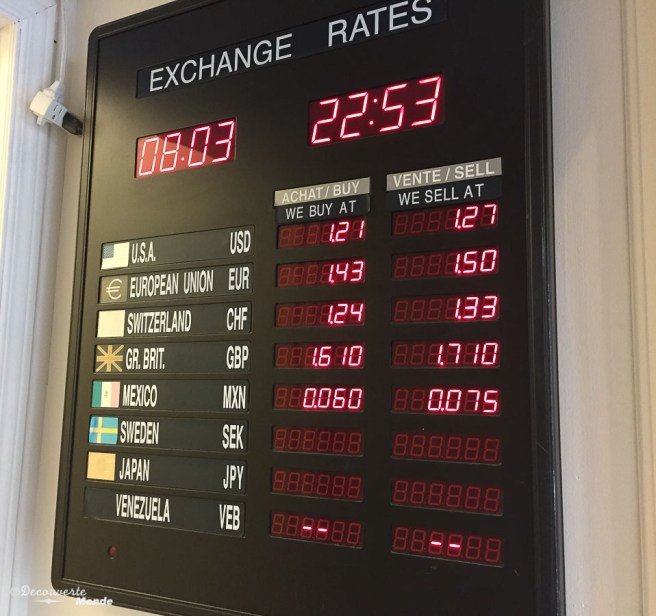 EXCHANGE RATES
08.03 22:53
ACHAT / BUY VENTE / SELL
WE BUY AT WE SELL AT
U.S.A. USD 1.21 1.27
€ EUROPEAN UNION EUR 1.43 1.50
SWITZERLAND CHF 1.24 1.33
GR. BRIT. GBP 1.610 1.710
MEXICO MXN 0.060 0.075
SWEDEN SEK
JAPAN JPY
VENEZUELA VEB -- --
Decouverte
Monde